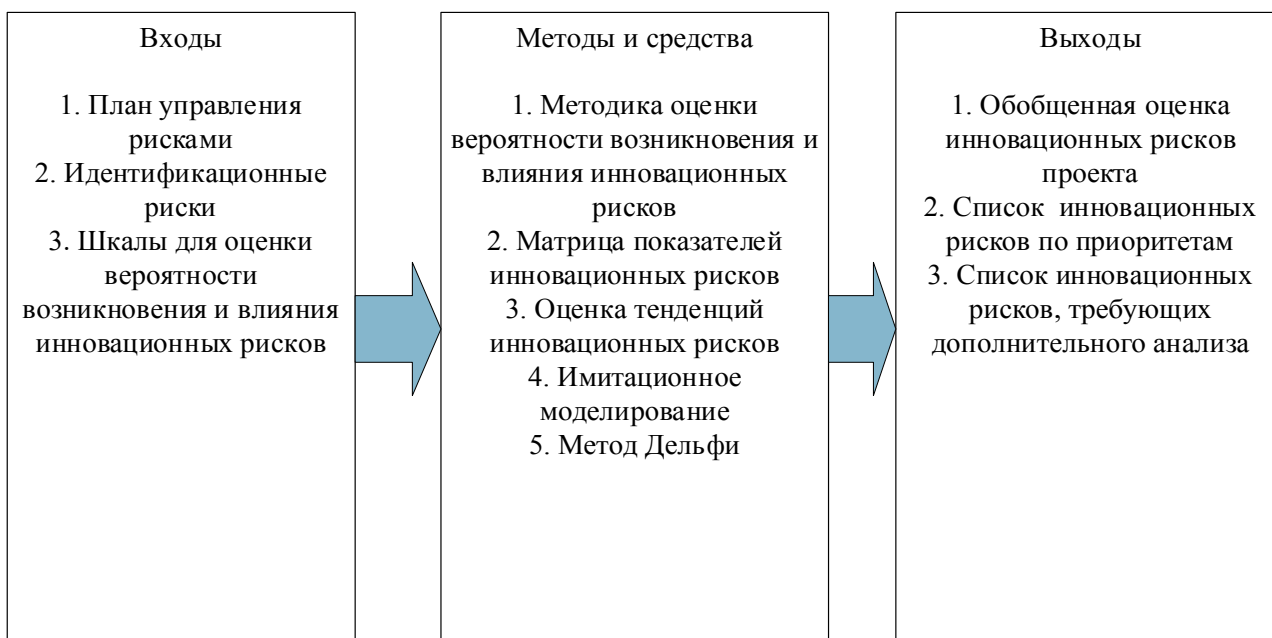 Входы
1. План управления
рисками
2. Идентификационные
риски
3. Шкалы для оценки
вероятности
возникновения и влияния
инновационных рисков
Методы и средства
1. Методика оценки
вероятности возникновения и
влияния инновационных
рисков
2. Матрица показателей
инновационных рисков
3. Оценка тенденций
инновационных рисков
4. Имитационное
моделирование
5. Метод Дельфи
Выходы
1. Обобщенная оценка
инновационных рисков
проекта
2. Список инновационных
рисков по приоритетам
3. Список инновационных
рисков, требующих
дополнительного анализа